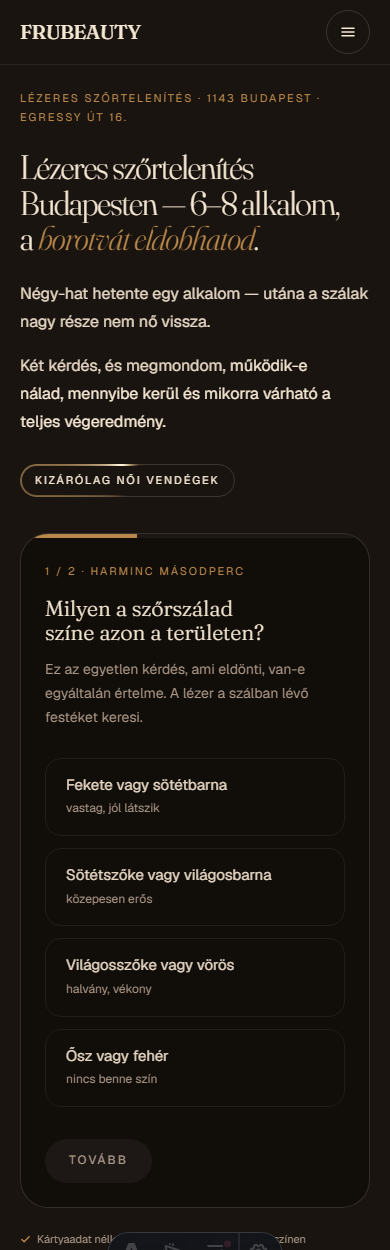 FRUBEAUTY
LÉZERES SZŐRTELENÍTÉS · 1143 BUDAPEST ·
EGRESSY ÚT 16.
Lézeres szőrtelenítés
Budapesten — 6–8 alkalom,
a borotvát eldobhatod.
Négy-hat hetente egy alkalom — utána a szálak
nagy része nem nő vissza.
Két kérdés, és megmondom, működik-e
nálad, mennyibe kerül és mikorra várható a
teljes végeredmény.
KIZÁRÓLAG NŐI VENDÉGEK
1 / 2 · HARMINC MÁSODPERC
Milyen a szőrszálad
színe azon a területen?
Ez az egyetlen kérdés, ami eldönti, van-e
egyáltalán értelme. A lézer a szálban lévő
festéket keresi.
Fekete vagy sötétbarna
vastag, jól látszik
Sötétszőke vagy világosbarna
közepesen erős
Világosszőke vagy vörös
halvány, vékony
Ősz vagy fehér
nincs benne szín
TOVÁBB
Kártyaadat